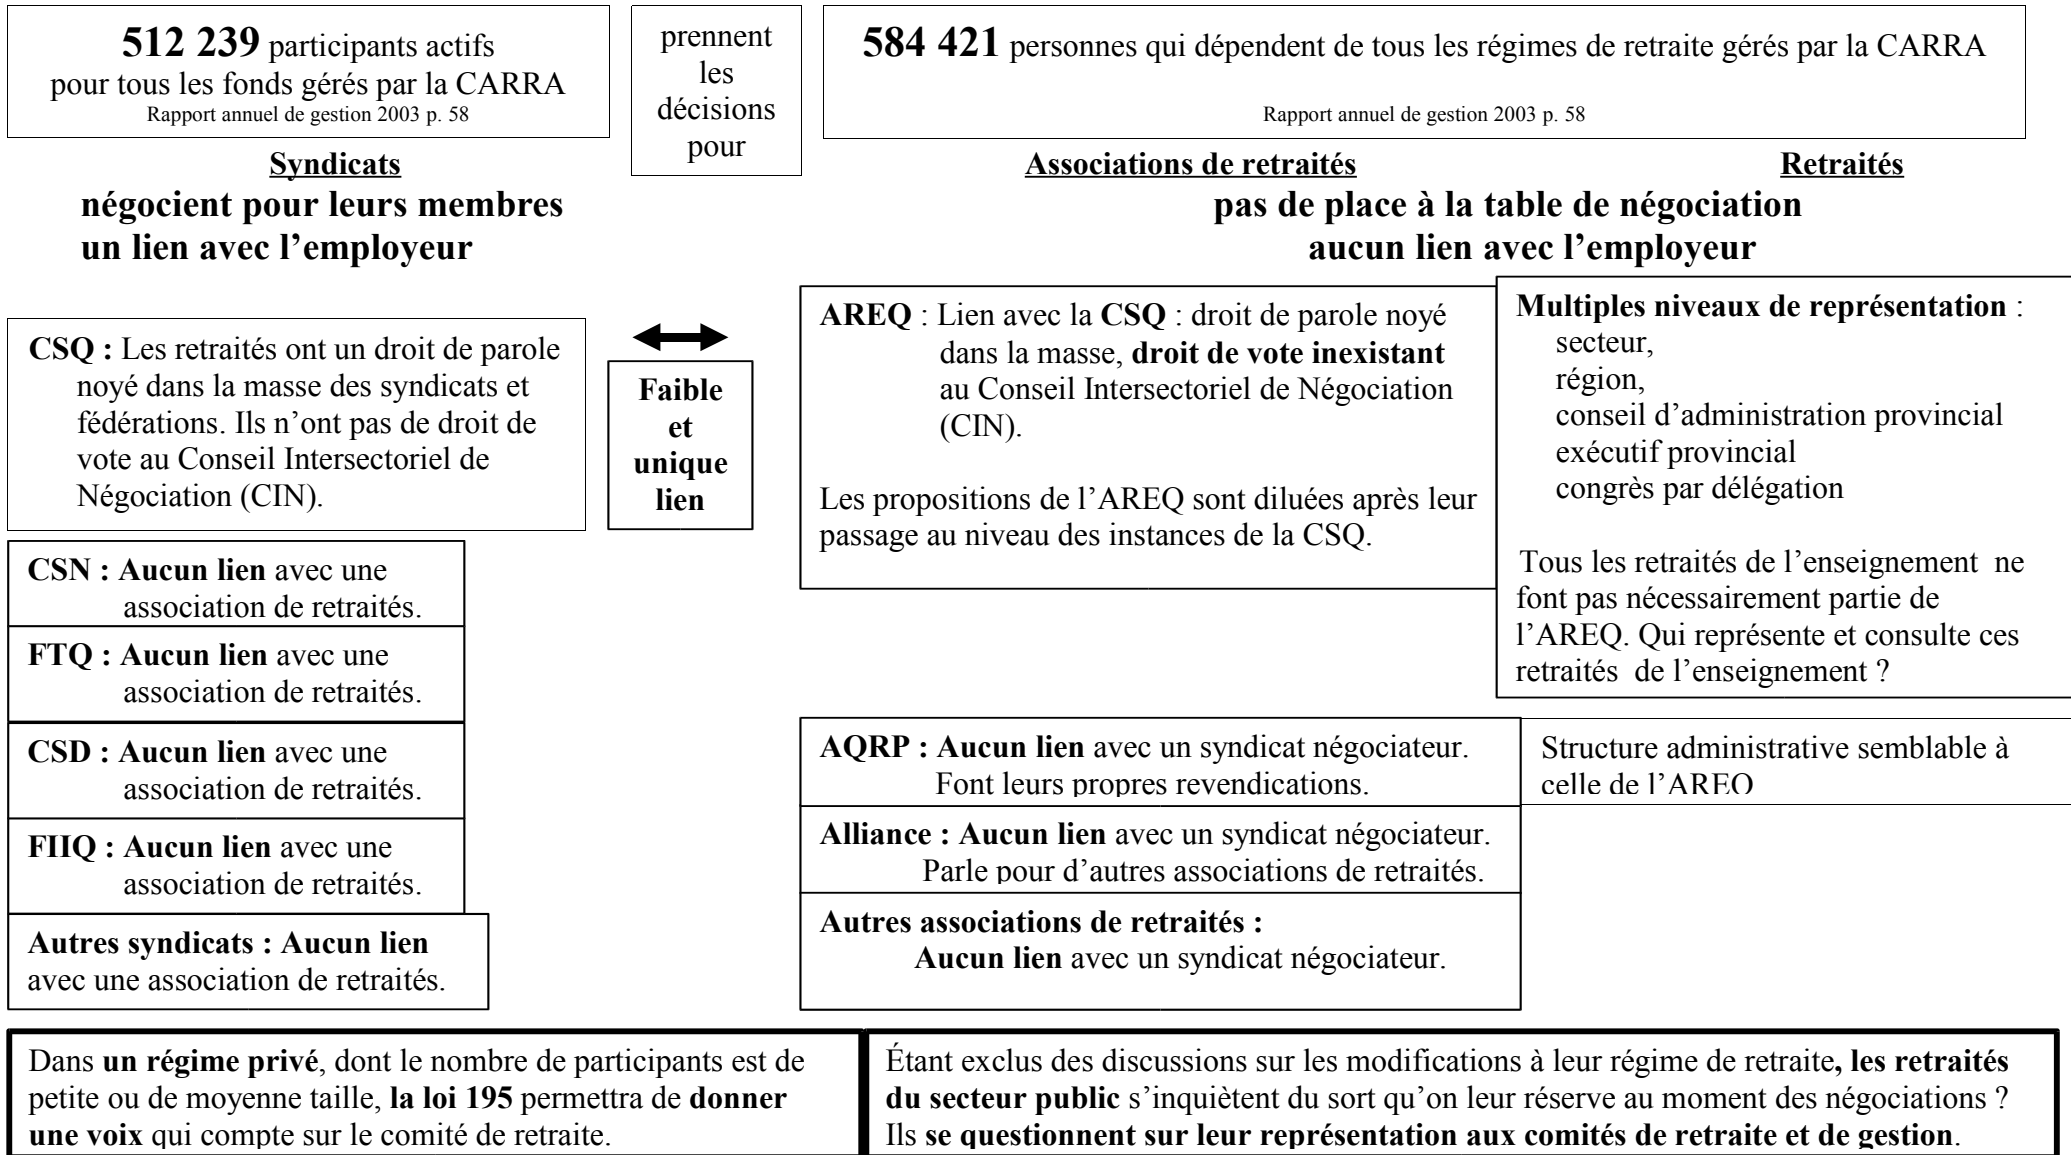 512 239 participants actifs
pour tous les fonds gérés par la CARRA
Rapport annuel de gestion 2003 p. 58
prennent
les
décisions
pour
584 421 personnes qui dépendent de tous les régimes de retraite gérés par la CARRA
Rapport annuel de gestion 2003 p. 58
Syndicats
négocient pour leurs membres
un lien avec l’employeur
Associations de retraités
Retraités
pas de place à la table de négociation
aucun lien avec l’employeur
CSQ : Les retraités ont un droit de parole
noyé dans la masse des syndicats et
fédérations. Ils n’ont pas de droit de
vote au Conseil Intersectoriel de
Négociation (CIN).
Faible
et
unique
lien
AREQ : Lien avec la CSQ : droit de parole noyé
dans la masse, droit de vote inexistant
au Conseil Intersectoriel de Négociation
(CIN).
Les propositions de l’AREQ sont diluées après leur
passage au niveau des instances de la CSQ.
Multiples niveaux de représentation :
secteur,
région,
conseil d’administration provincial
exécutif provincial
congrès par délégation
Tous les retraités de l’enseignement ne
font pas nécessairement partie de
l’AREQ. Qui représente et consulte ces
retraités de l’enseignement ?
CSN : Aucun lien avec une
association de retraités.
FTQ : Aucun lien avec une
association de retraités.
CSD : Aucun lien avec une
association de retraités.
FIIQ : Aucun lien avec une
association de retraités.
Autres syndicats : Aucun lien
avec une association de retraités.
AQRP : Aucun lien avec un syndicat négociateur.
Font leurs propres revendications.
Structure administrative semblable à
celle de l’AREQ
Alliance : Aucun lien avec un syndicat négociateur.
Parle pour d’autres associations de retraités.
Autres associations de retraités :
Aucun lien avec un syndicat négociateur.
Dans un régime privé, dont le nombre de participants est de
petite ou de moyenne taille, la loi 195 permettra de donner
une voix qui compte sur le comité de retraite.
Étant exclus des discussions sur les modifications à leur régime de retraite, les retraités
du secteur public s’inquiètent du sort qu’on leur réserve au moment des négociations ?
Ils se questionnent sur leur représentation aux comités de retraite et de gestion.